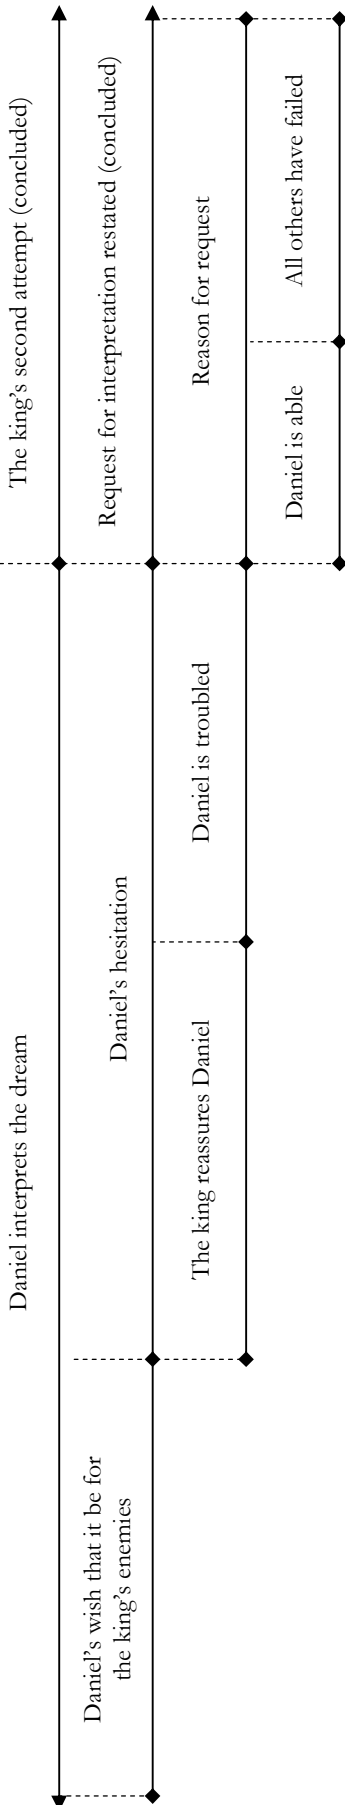 The king's second attempt (concluded)
Daniel interprets the dream
Request for interpretation restated (concluded)
Daniel's hesitation
Daniel's wish that it be for
the king's enemies
Reason for request
Daniel is troubled
The king reassures Daniel
All others have failed
Daniel is able